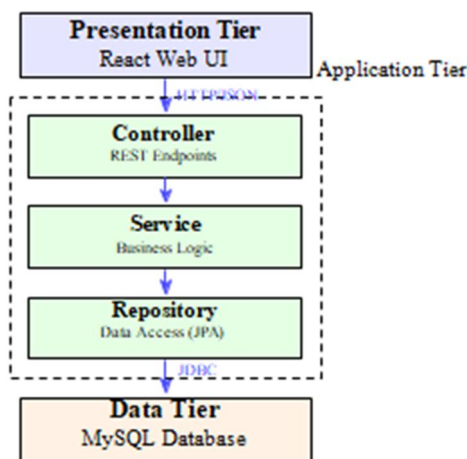 Presentation Tier
React Web UI
Application Tier
HTTP/JSON
Controller
REST Endpoints
Service
Business Logic
Repository
Data Access (JPA)
JDBC
Data Tier
MySQL Database